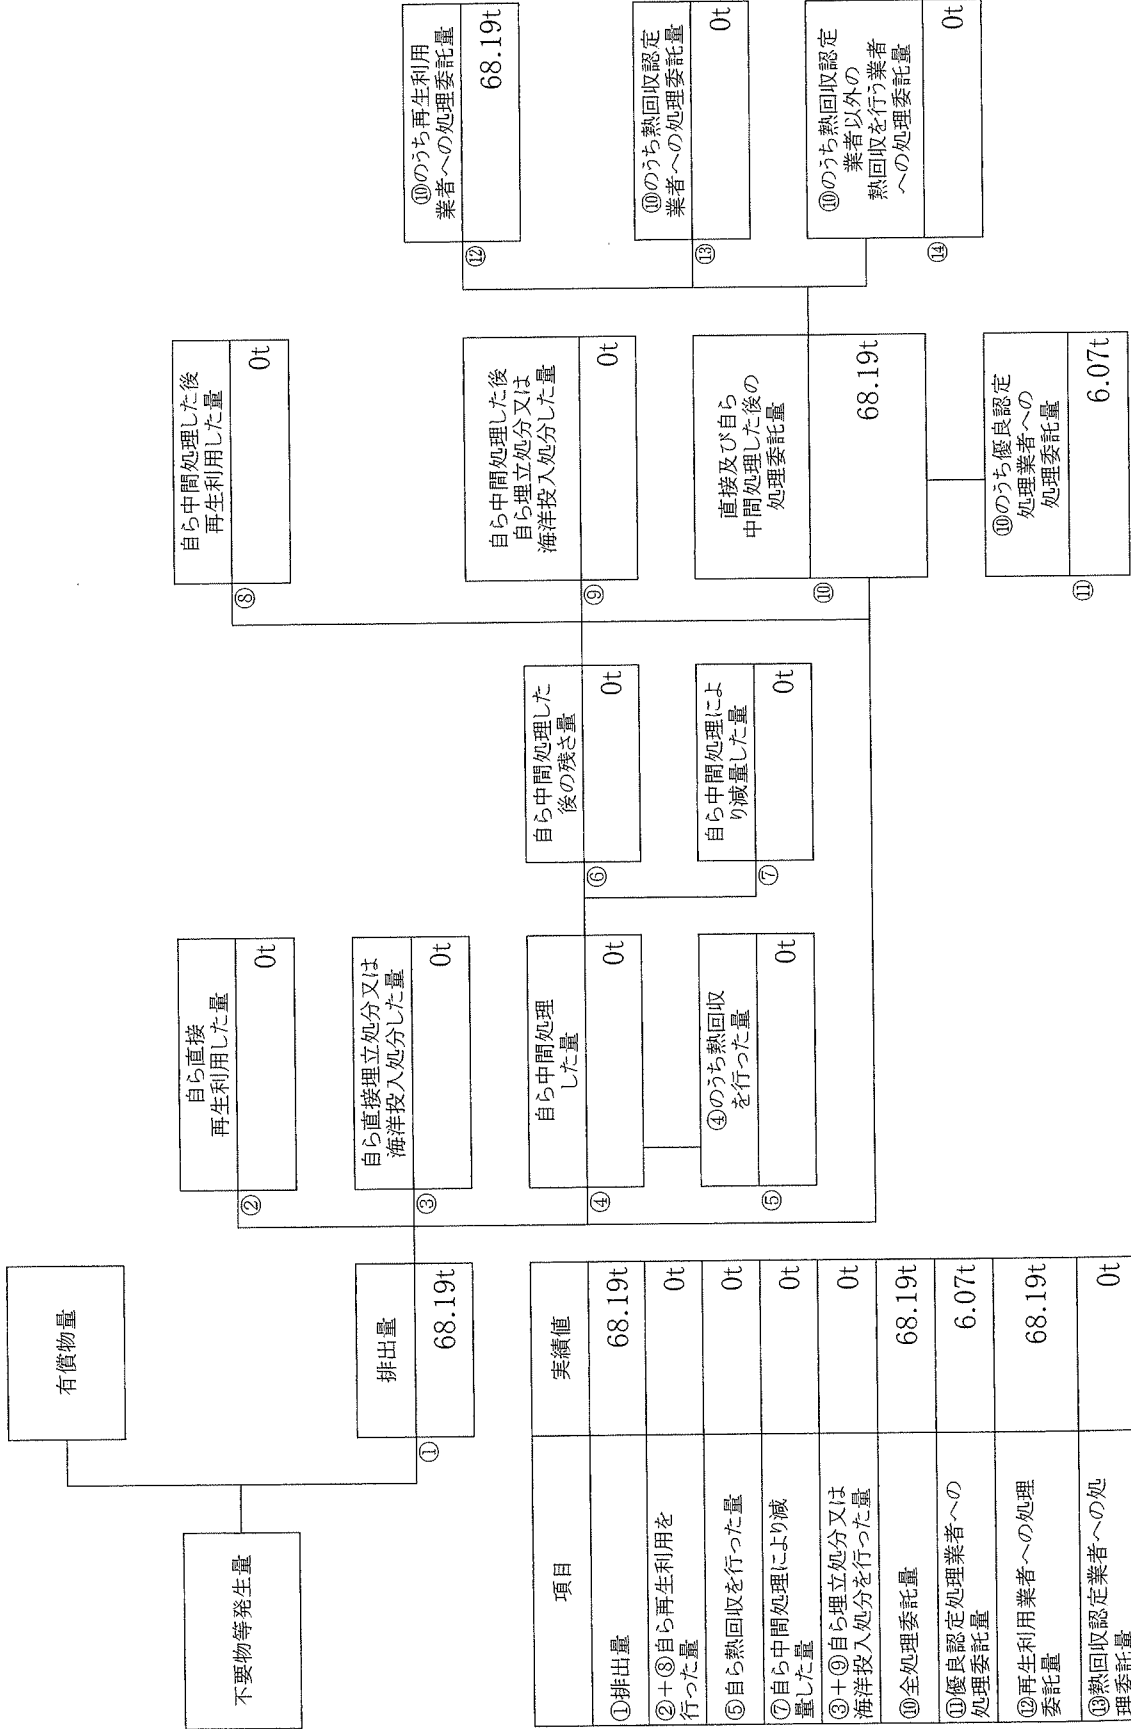 不要物等発生量
有償物量
①
排出量
68.19t
②
自ら直接
再生利用した量
0t
③
自ら直接埋立処分又は
海洋投入処分した量
0t
④
自ら中間処理
した量
0t
⑤
④のうち熱回収
を行った量
0t
⑥
自ら中間処理した
後の残さ量
0t
⑦
自ら中間処理によ
り減量した量
0t
⑧
自ら中間処理した後
再生利用した量
0t
⑨
自ら中間処理した後
自ら埋立処分又は
海洋投入処分した量
0t
⑩
直接及び自ら
中間処理した後の
処理委託量
68.19t
⑪
⑩のうち優良認定
処理業者への
処理委託量
6.07t
⑫
⑩のうち再生利用
業者への処理委託量
68.19t
⑬
⑩のうち熱回収認定
業者への処理委託量
0t
⑭
⑩のうち熱回収認定
業者以外の
熱回収を行う業者
への処理委託量
0t
項目 実績値
①排出量 68.19t
②+⑧自ら再生利用を
行った量 0t
⑤自ら熱回収を行った量 0t
⑦自ら中間処理により減
量した量 0t
③+⑨自ら埋立処分又は
海洋投入処分を行った量 0t
⑩全処理委託量 68.19t
⑪優良認定処理業者への
処理委託量 6.07t
⑫再生利用業者への処理
委託量 68.19t
⑬熱回収認定業者への処
理委託量 0t